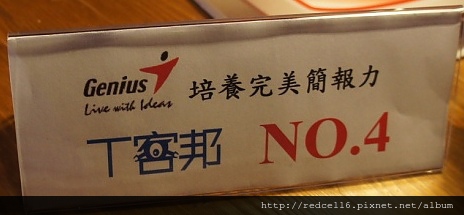 Genius 培養完美簡報力
Live with Ideas
T客邦 NO.4
http://redcell6.pixnet.net/album